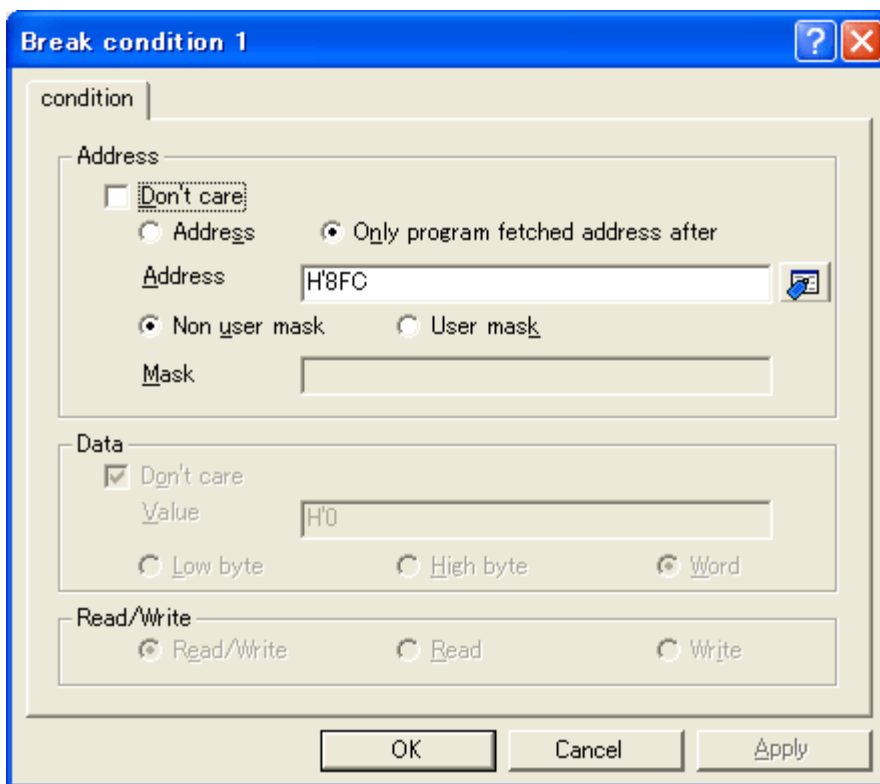 Break condition 1
condition
Address
Don't care
Address Only program fetched address after
Address H'8FC
Non user mask User mask
Mask
Data
Don't care
Value H'0
Low byte High byte Word
Read/Write
Read/Write Read Write
OK Cancel Apply